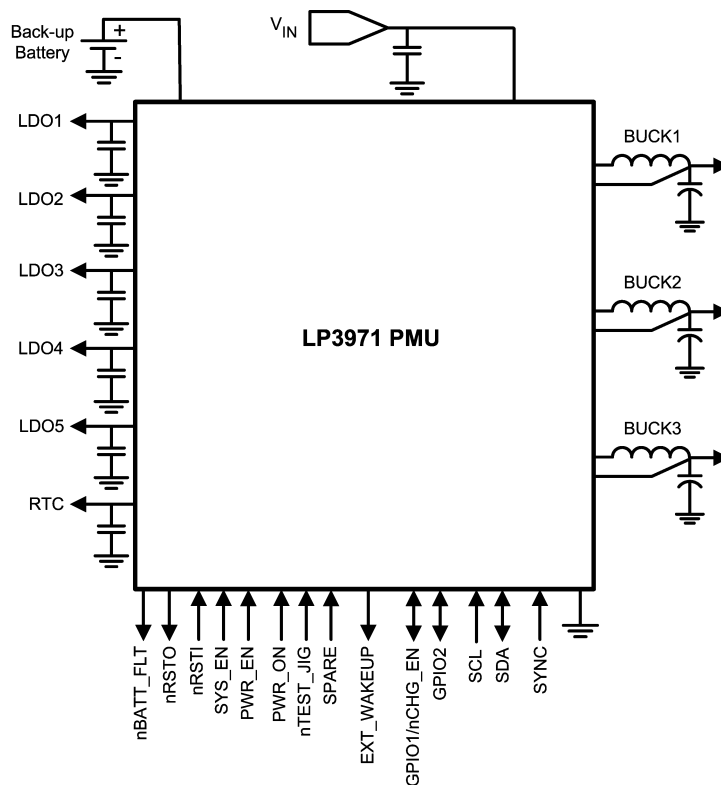 Back-up
Battery
+
-
VIN
LDO1
LDO2
LDO3
LDO4
LDO5
RTC
LP3971 PMU
BUCK1
BUCK2
BUCK3
nBATT_FLT
nRSTO
nRSTI
SYS_EN
PWR_EN
PWR_ON
nTEST_JIG
SPARE
EXT_WAKEUP
GPIO1/nCHG_EN
GPIO2
SCL
SDA
SYNC